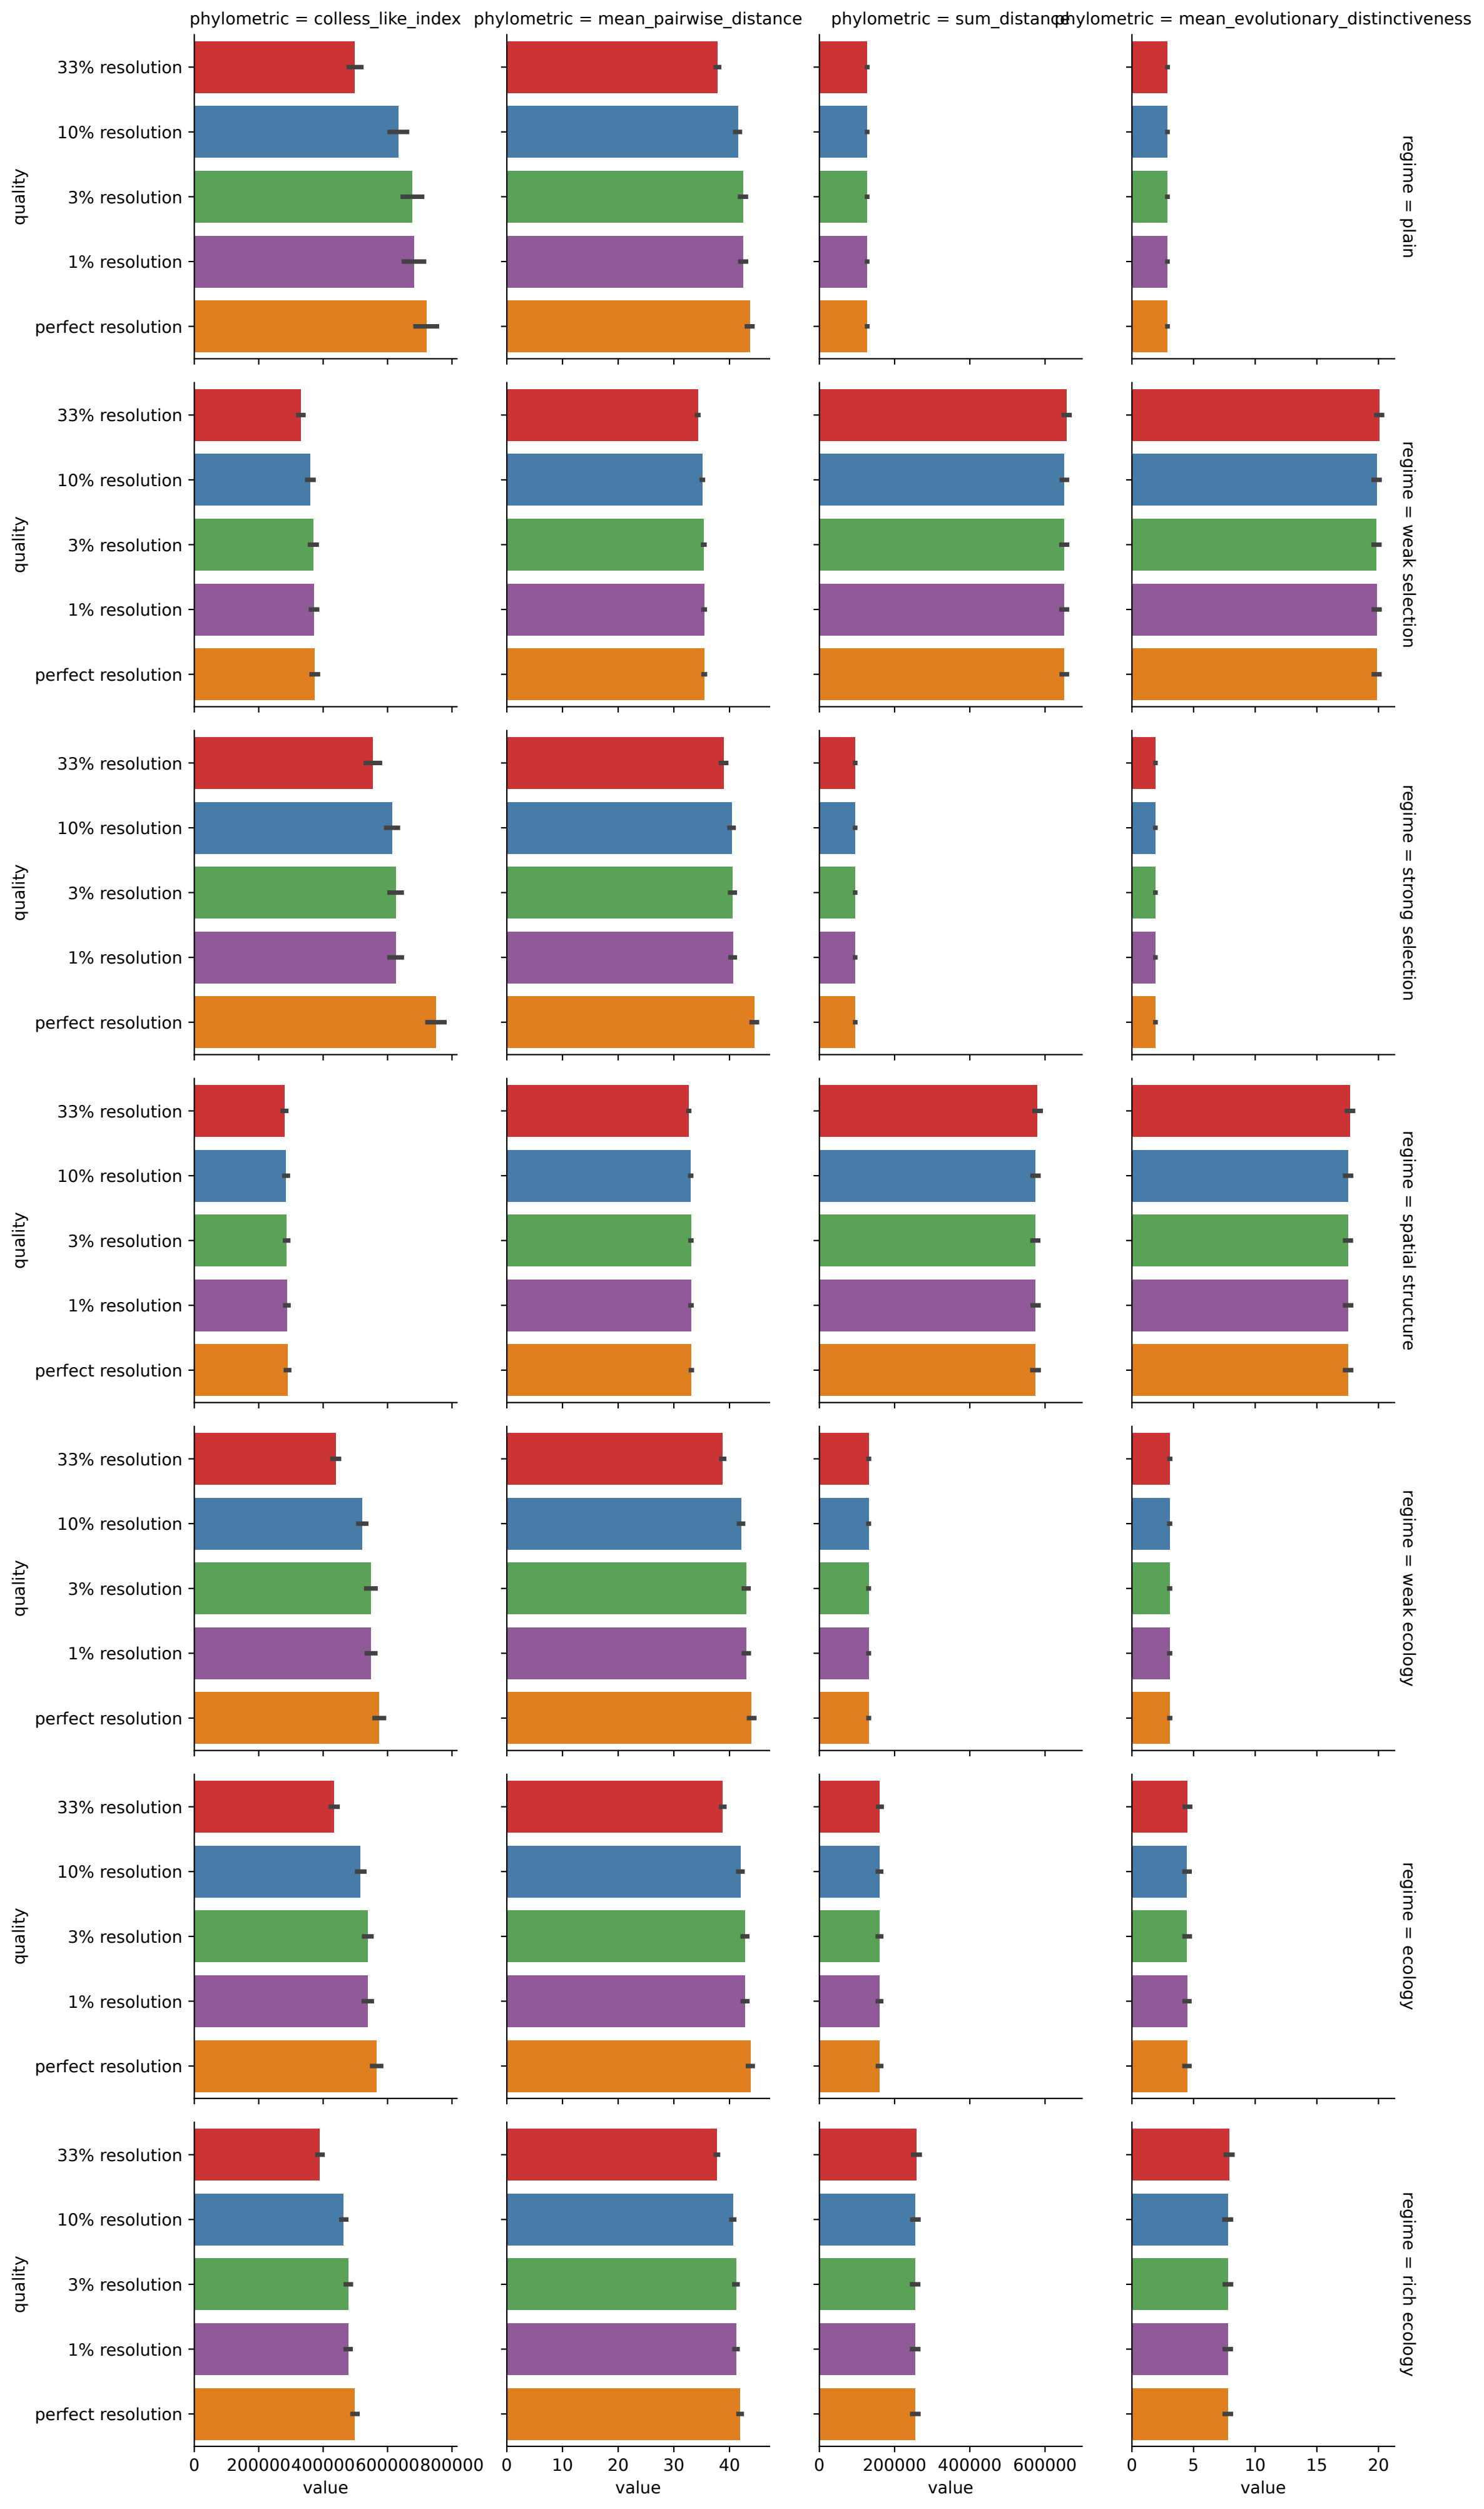 phylometric = colless_like_index phylometric = mean_pairwise_distance phylometric = sum_distance phylometric = mean_evolutionary_distinctiveness
33% resolution
10% resolution
3% resolution
1% resolution
perfect resolution
quality
regime = plain
33% resolution
10% resolution
3% resolution
1% resolution
perfect resolution
quality
regime = weak selection
33% resolution
10% resolution
3% resolution
1% resolution
perfect resolution
quality
regime = strong selection
33% resolution
10% resolution
3% resolution
1% resolution
perfect resolution
quality
regime = spatial structure
33% resolution
10% resolution
3% resolution
1% resolution
perfect resolution
quality
regime = weak ecology
33% resolution
10% resolution
3% resolution
1% resolution
perfect resolution
quality
regime = ecology
33% resolution
10% resolution
3% resolution
1% resolution
perfect resolution
quality
regime = rich ecology
0 200000 400000 600000 800000 0 10 20 30 40 0 200000 400000 600000 0 5 10 15 20
value value value value